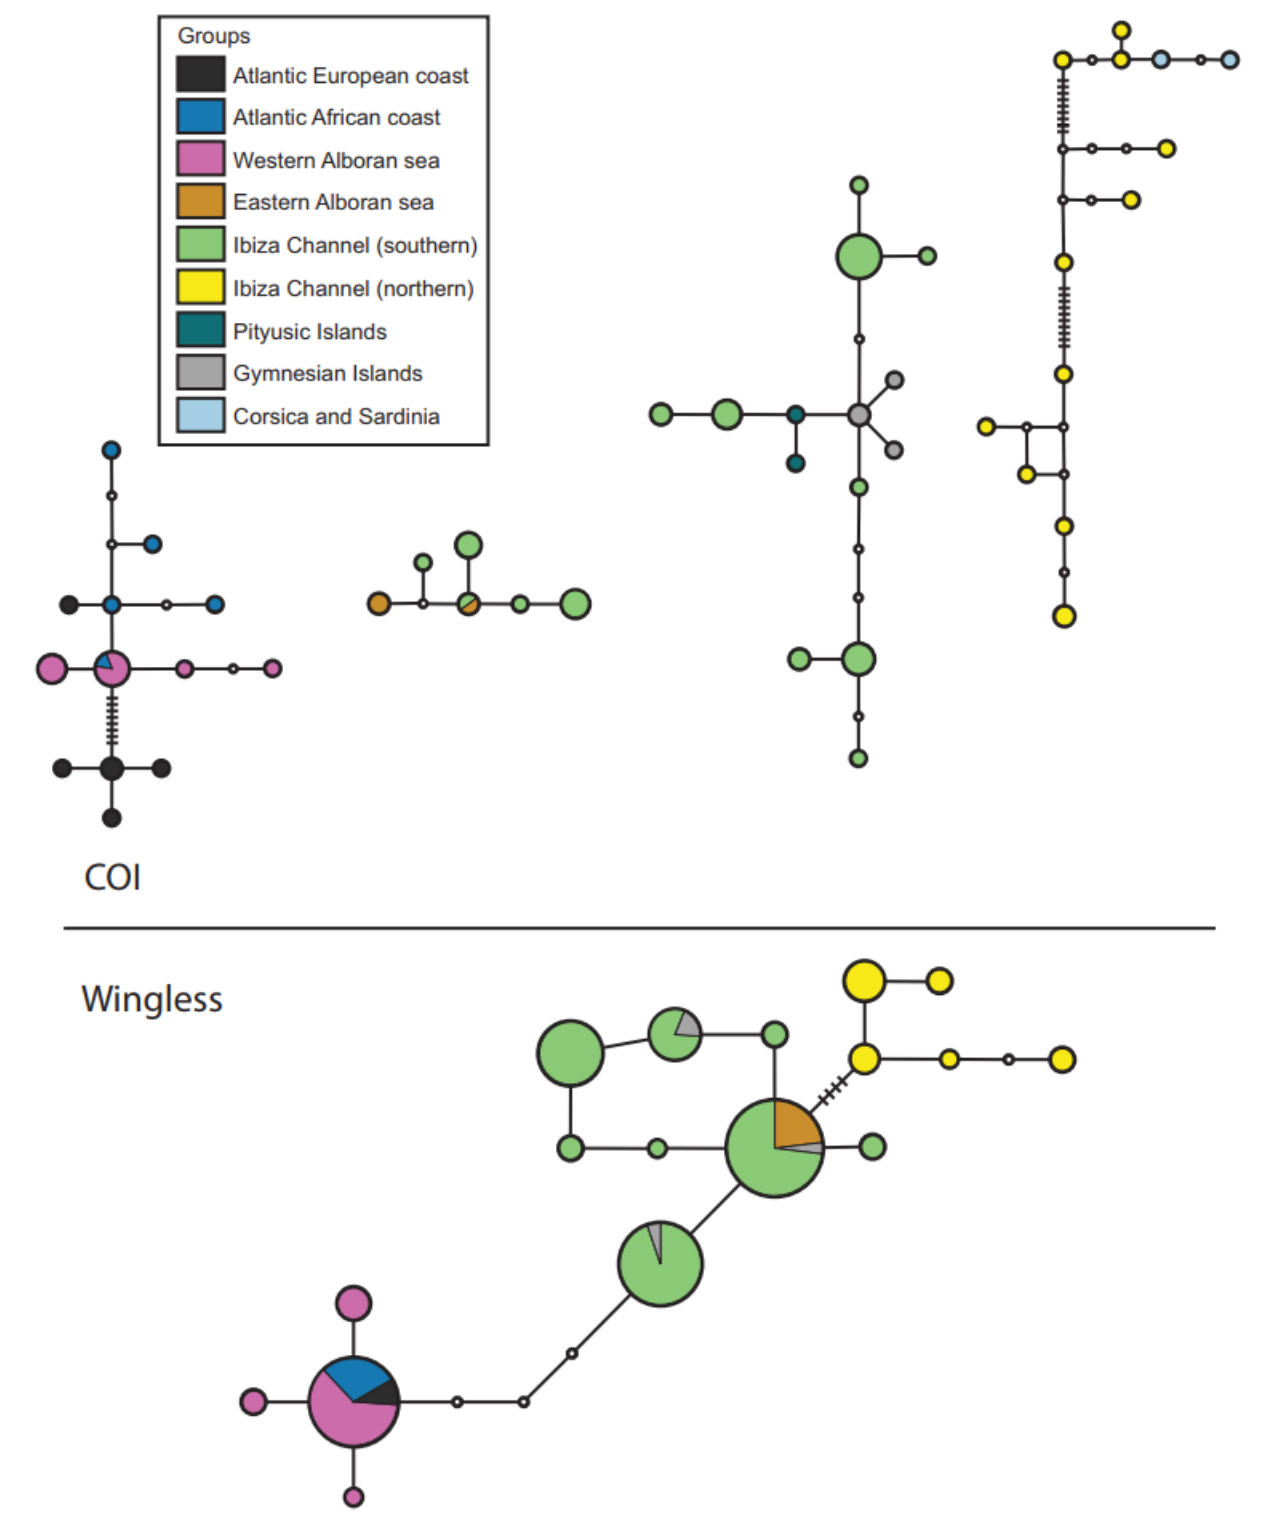 Groups
Atlantic European coast
Atlantic African coast
Western Alboran sea
Eastern Alboran sea
Ibiza Channel (southern)
Ibiza Channel (northern)
Pityusic Islands
Gymnesian Islands
Corsica and Sardinia
COI
Wingless